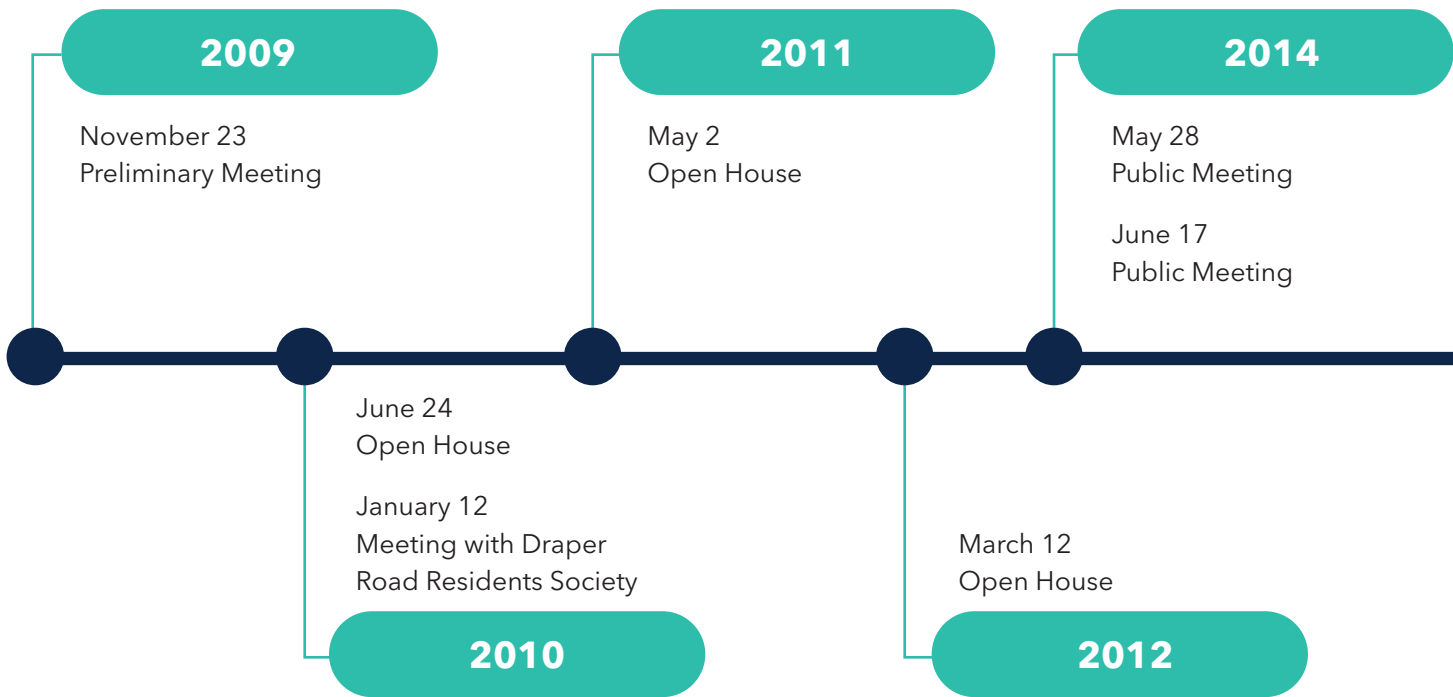 2009
November 23
Preliminary Meeting
2011
May 2
Open House
2014
May 28
Public Meeting
June 17
Public Meeting
June 24
Open House
January 12
Meeting with Draper
Road Residents Society
2010
March 12
Open House
2012